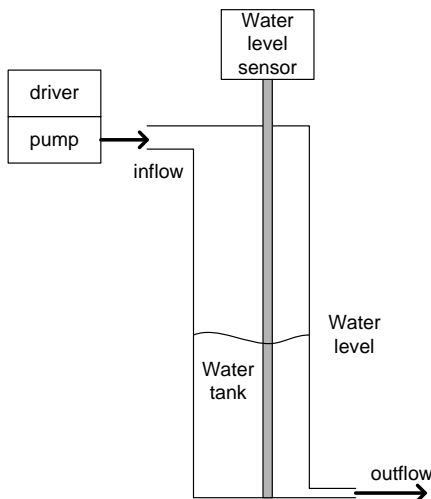 Water
level
sensor
driver
pump
inflow
Water
level
Water
tank
outflow